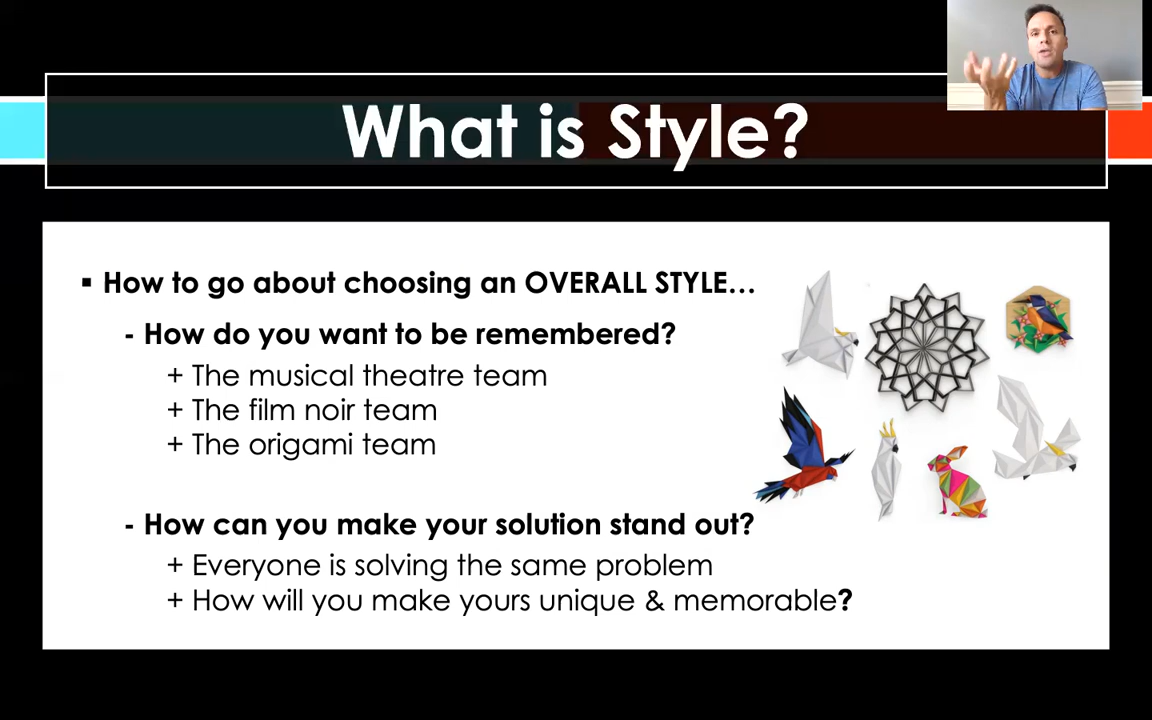 What is Style?
▪ How to go about choosing an OVERALL STYLE…
- How do you want to be remembered?
+ The musical theatre team
+ The film noir team
+ The origami team
- How can you make your solution stand out?
+ Everyone is solving the same problem
+ How will you make yours unique & memorable?